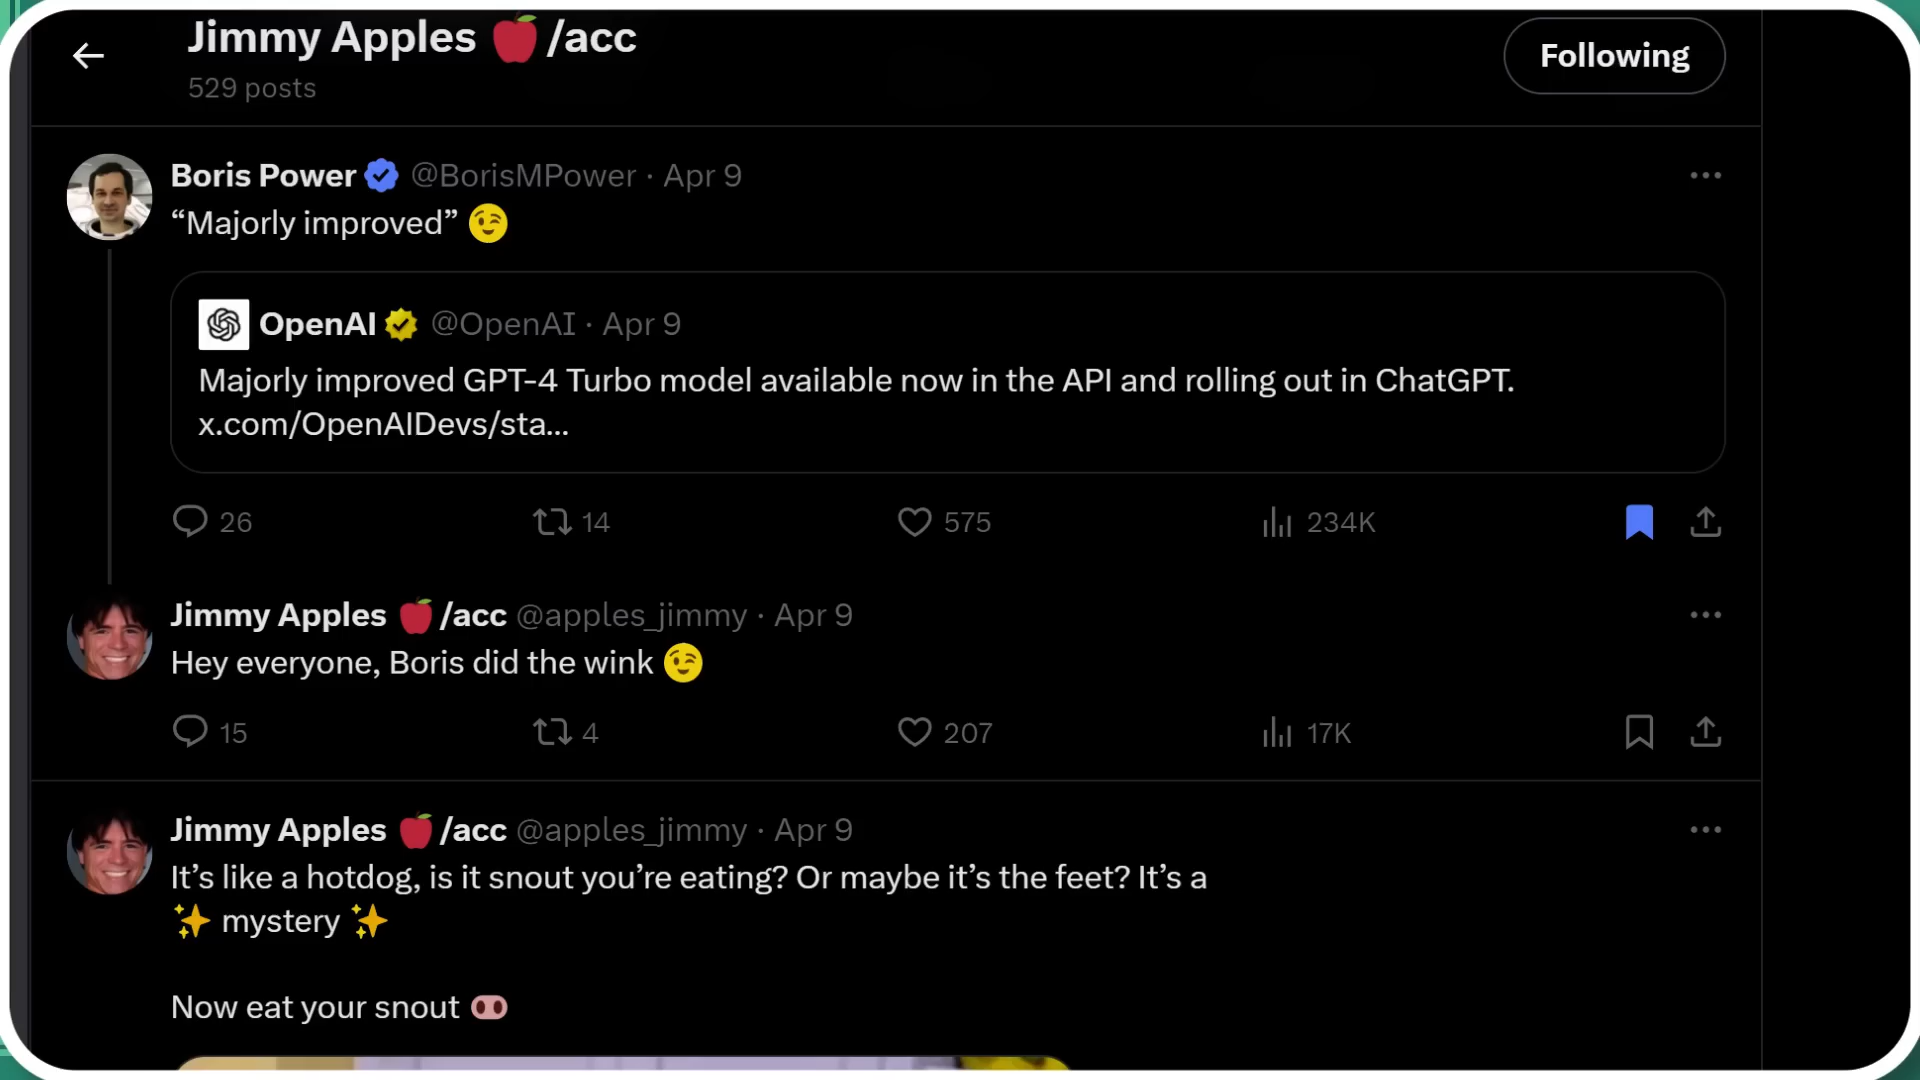 Jimmy Apples 🍎/acc
529 posts
Following
Boris Power @BorisMPower · Apr 9
“Majorly improved” 😉
OpenAI @OpenAI · Apr 9
Majorly improved GPT-4 Turbo model available now in the API and rolling out in ChatGPT.
x.com/OpenAIDevs/sta...
26 14 575 234K
Jimmy Apples 🍎/acc @apples_jimmy · Apr 9
Hey everyone, Boris did the wink 😉
15 4 207 17K
Jimmy Apples 🍎/acc @apples_jimmy · Apr 9
It’s like a hotdog, is it snout you’re eating? Or maybe it’s the feet? It’s a
✨ mystery ✨
Now eat your snout 🐽